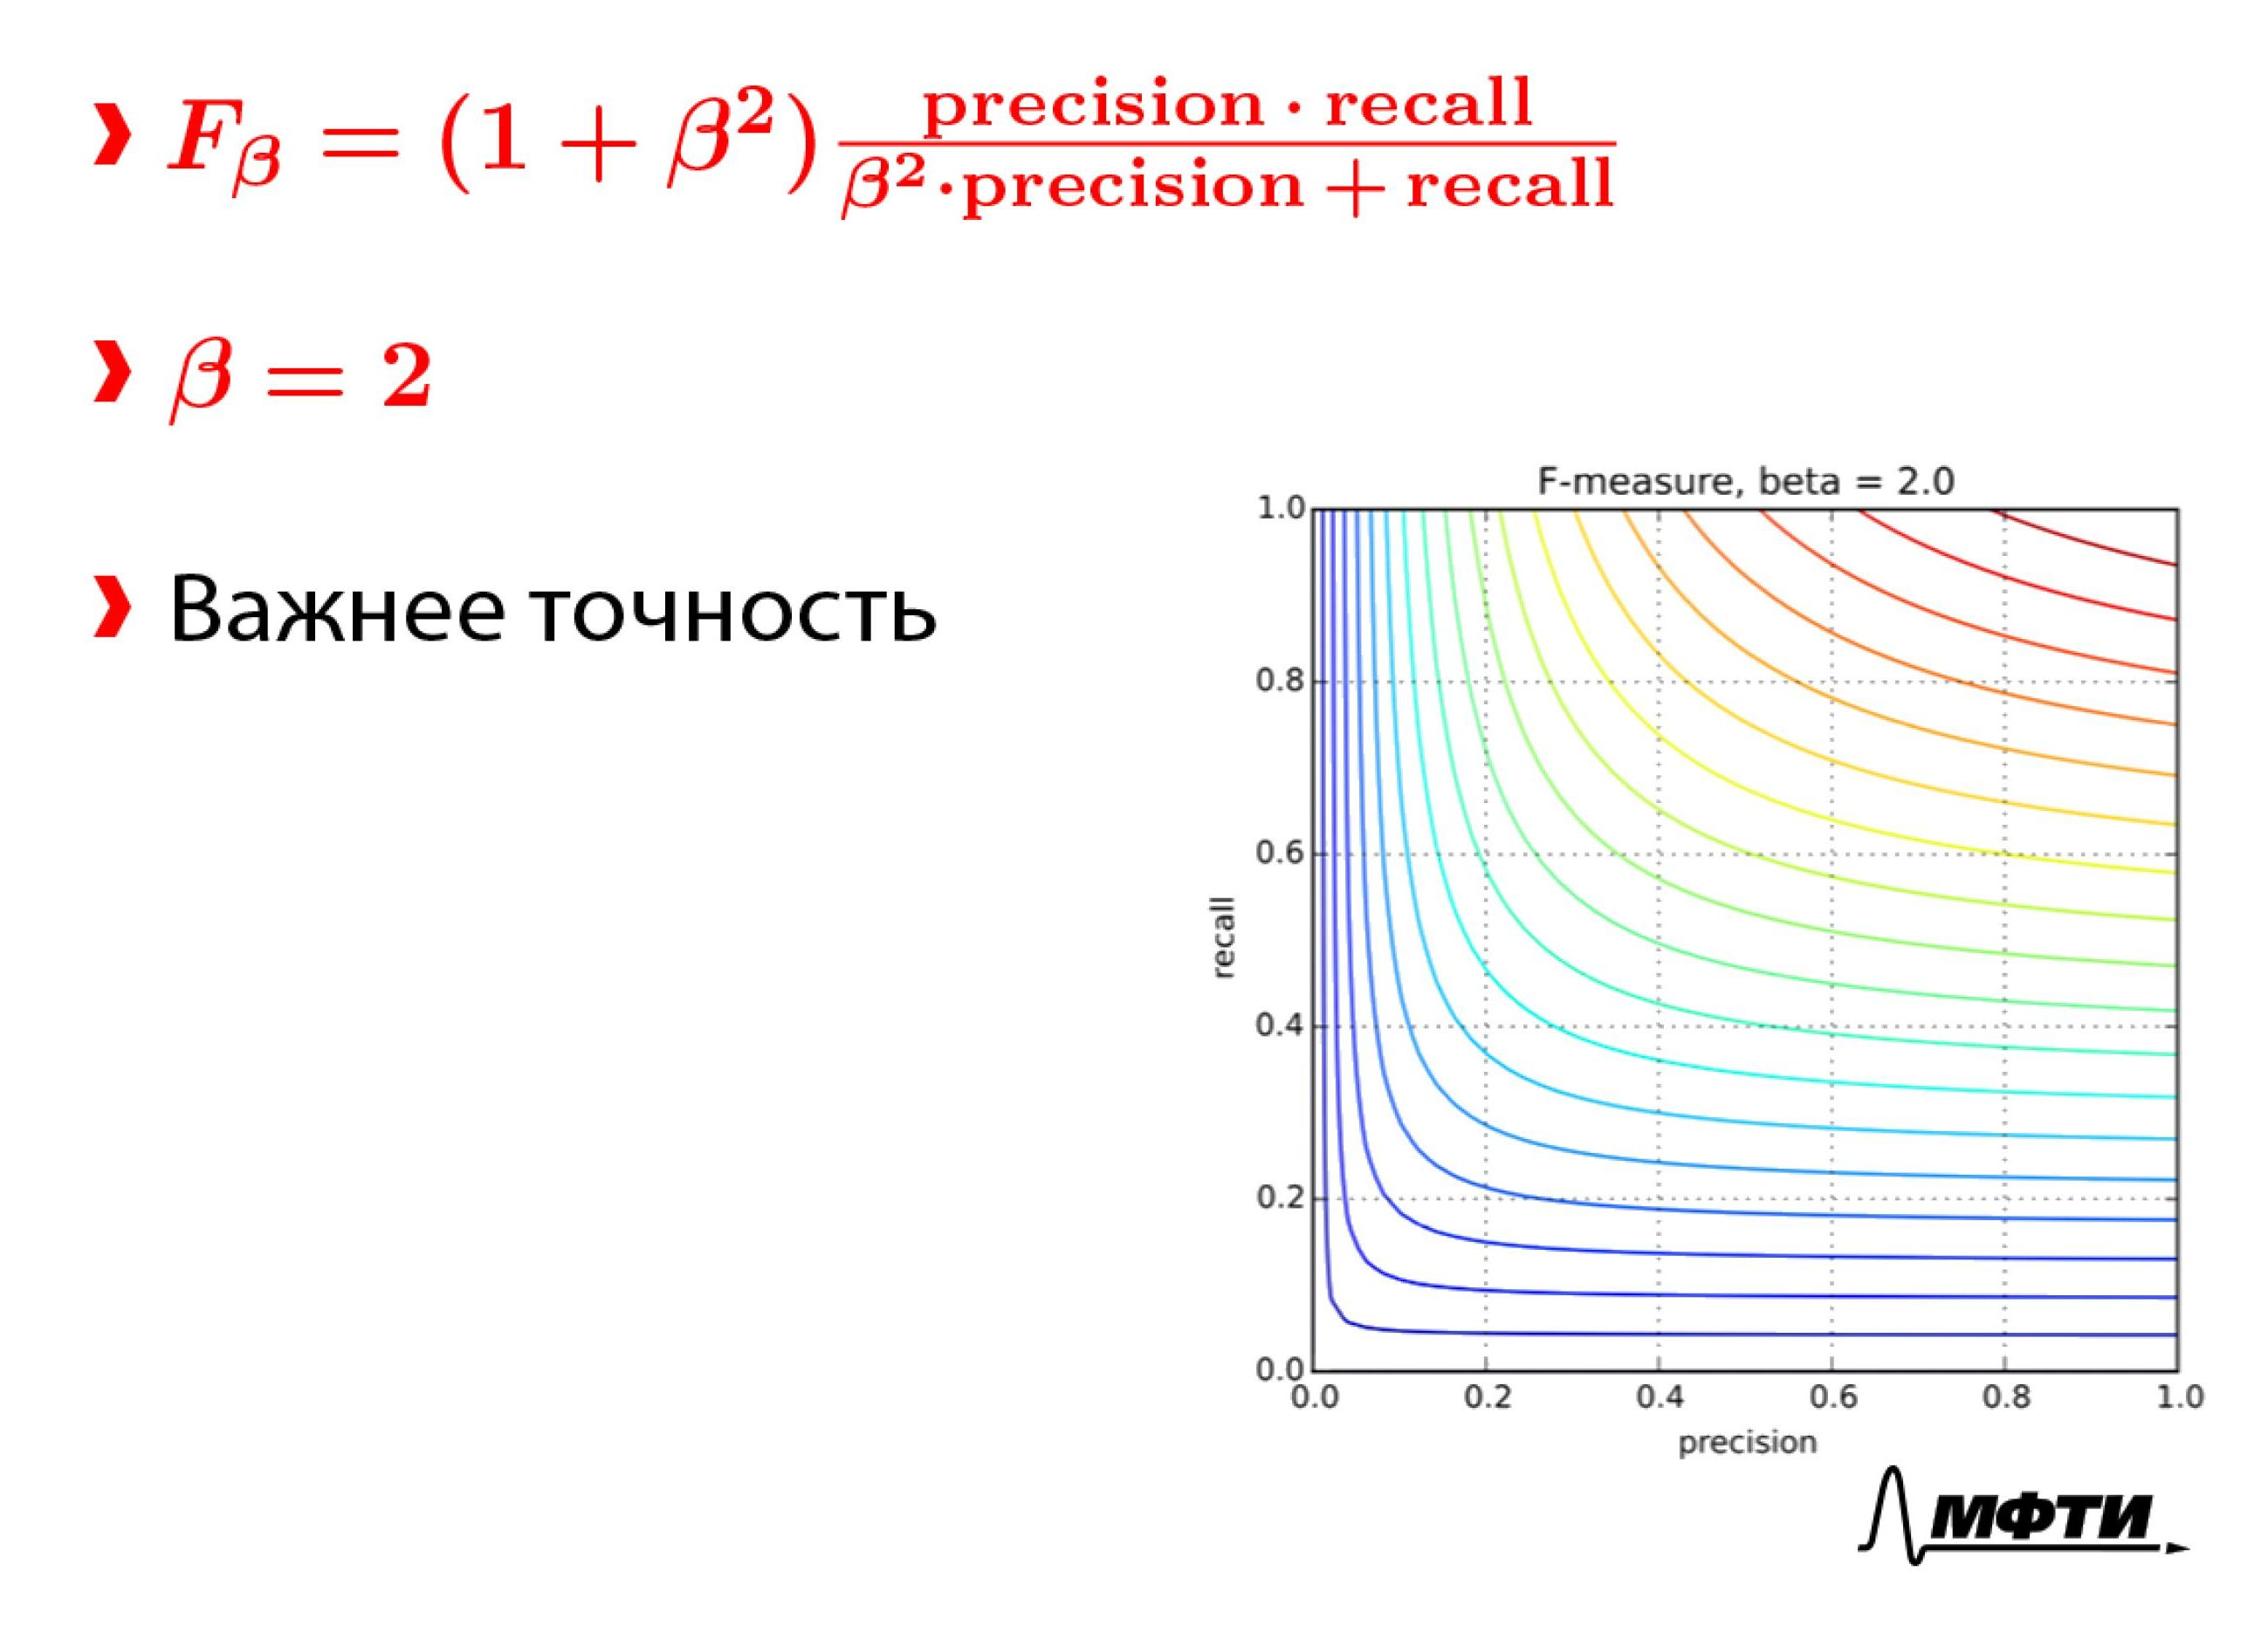 ❱ F_β = (1 + β²) precision · recall / β²·precision + recall
❱ β = 2
❱ Важнее точность
F-measure, beta = 2.0
1.0
0.8
0.6
0.4
0.2
0.0
recall
0.0 0.2 0.4 0.6 0.8 1.0
precision
МФТИ